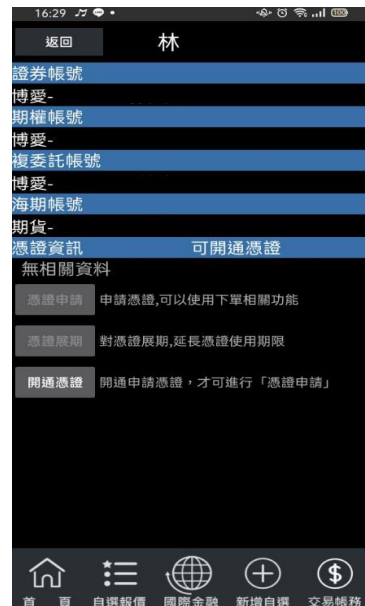 16:29
100
返回 林
證券帳號
博愛-
期權帳號
博愛-
複委託帳號
博愛-
海期帳號
期貨-
憑證資訊 可開通憑證
無相關資料
憑證申請 申請憑證,可以使用下單相關功能
憑證展期 對憑證展期,延長憑證使用期限
開通憑證 開通申請憑證，才可進行「憑證申請」
首 頁 自選報價 國際金融 新增自選 交易帳務